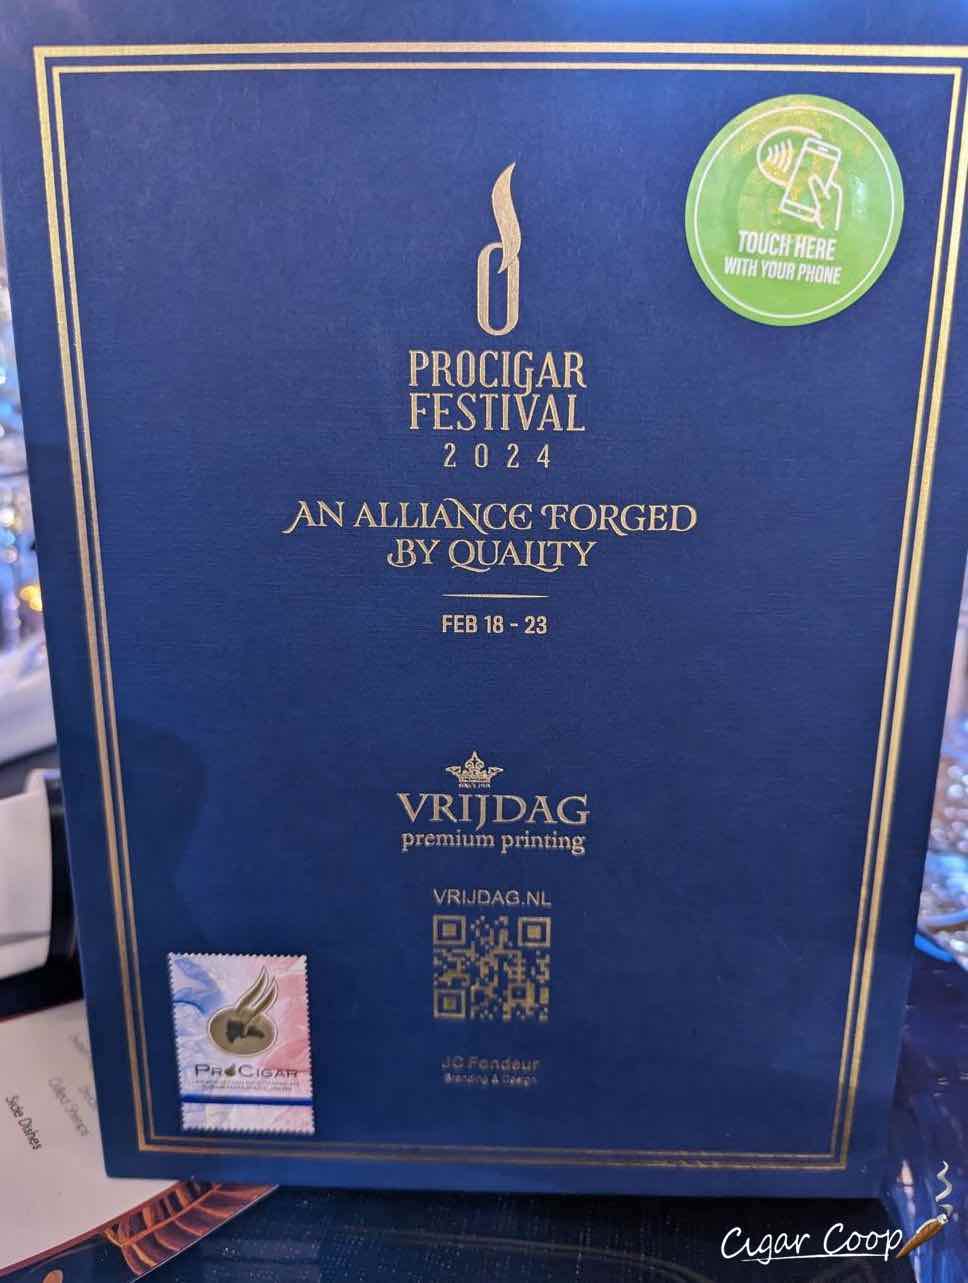 TOUCH HERE
WITH YOUR PHONE
PROCIGAR
FESTIVAL
2024
AN ALLIANCE FORGED
BY QUALITY
FEB 18 - 23
VRIJDAG
premium printing
VRIJDAG.NL
JC Fondeur
Branding & Design
PROCIGAR
Side Dishes
Cigar Coop